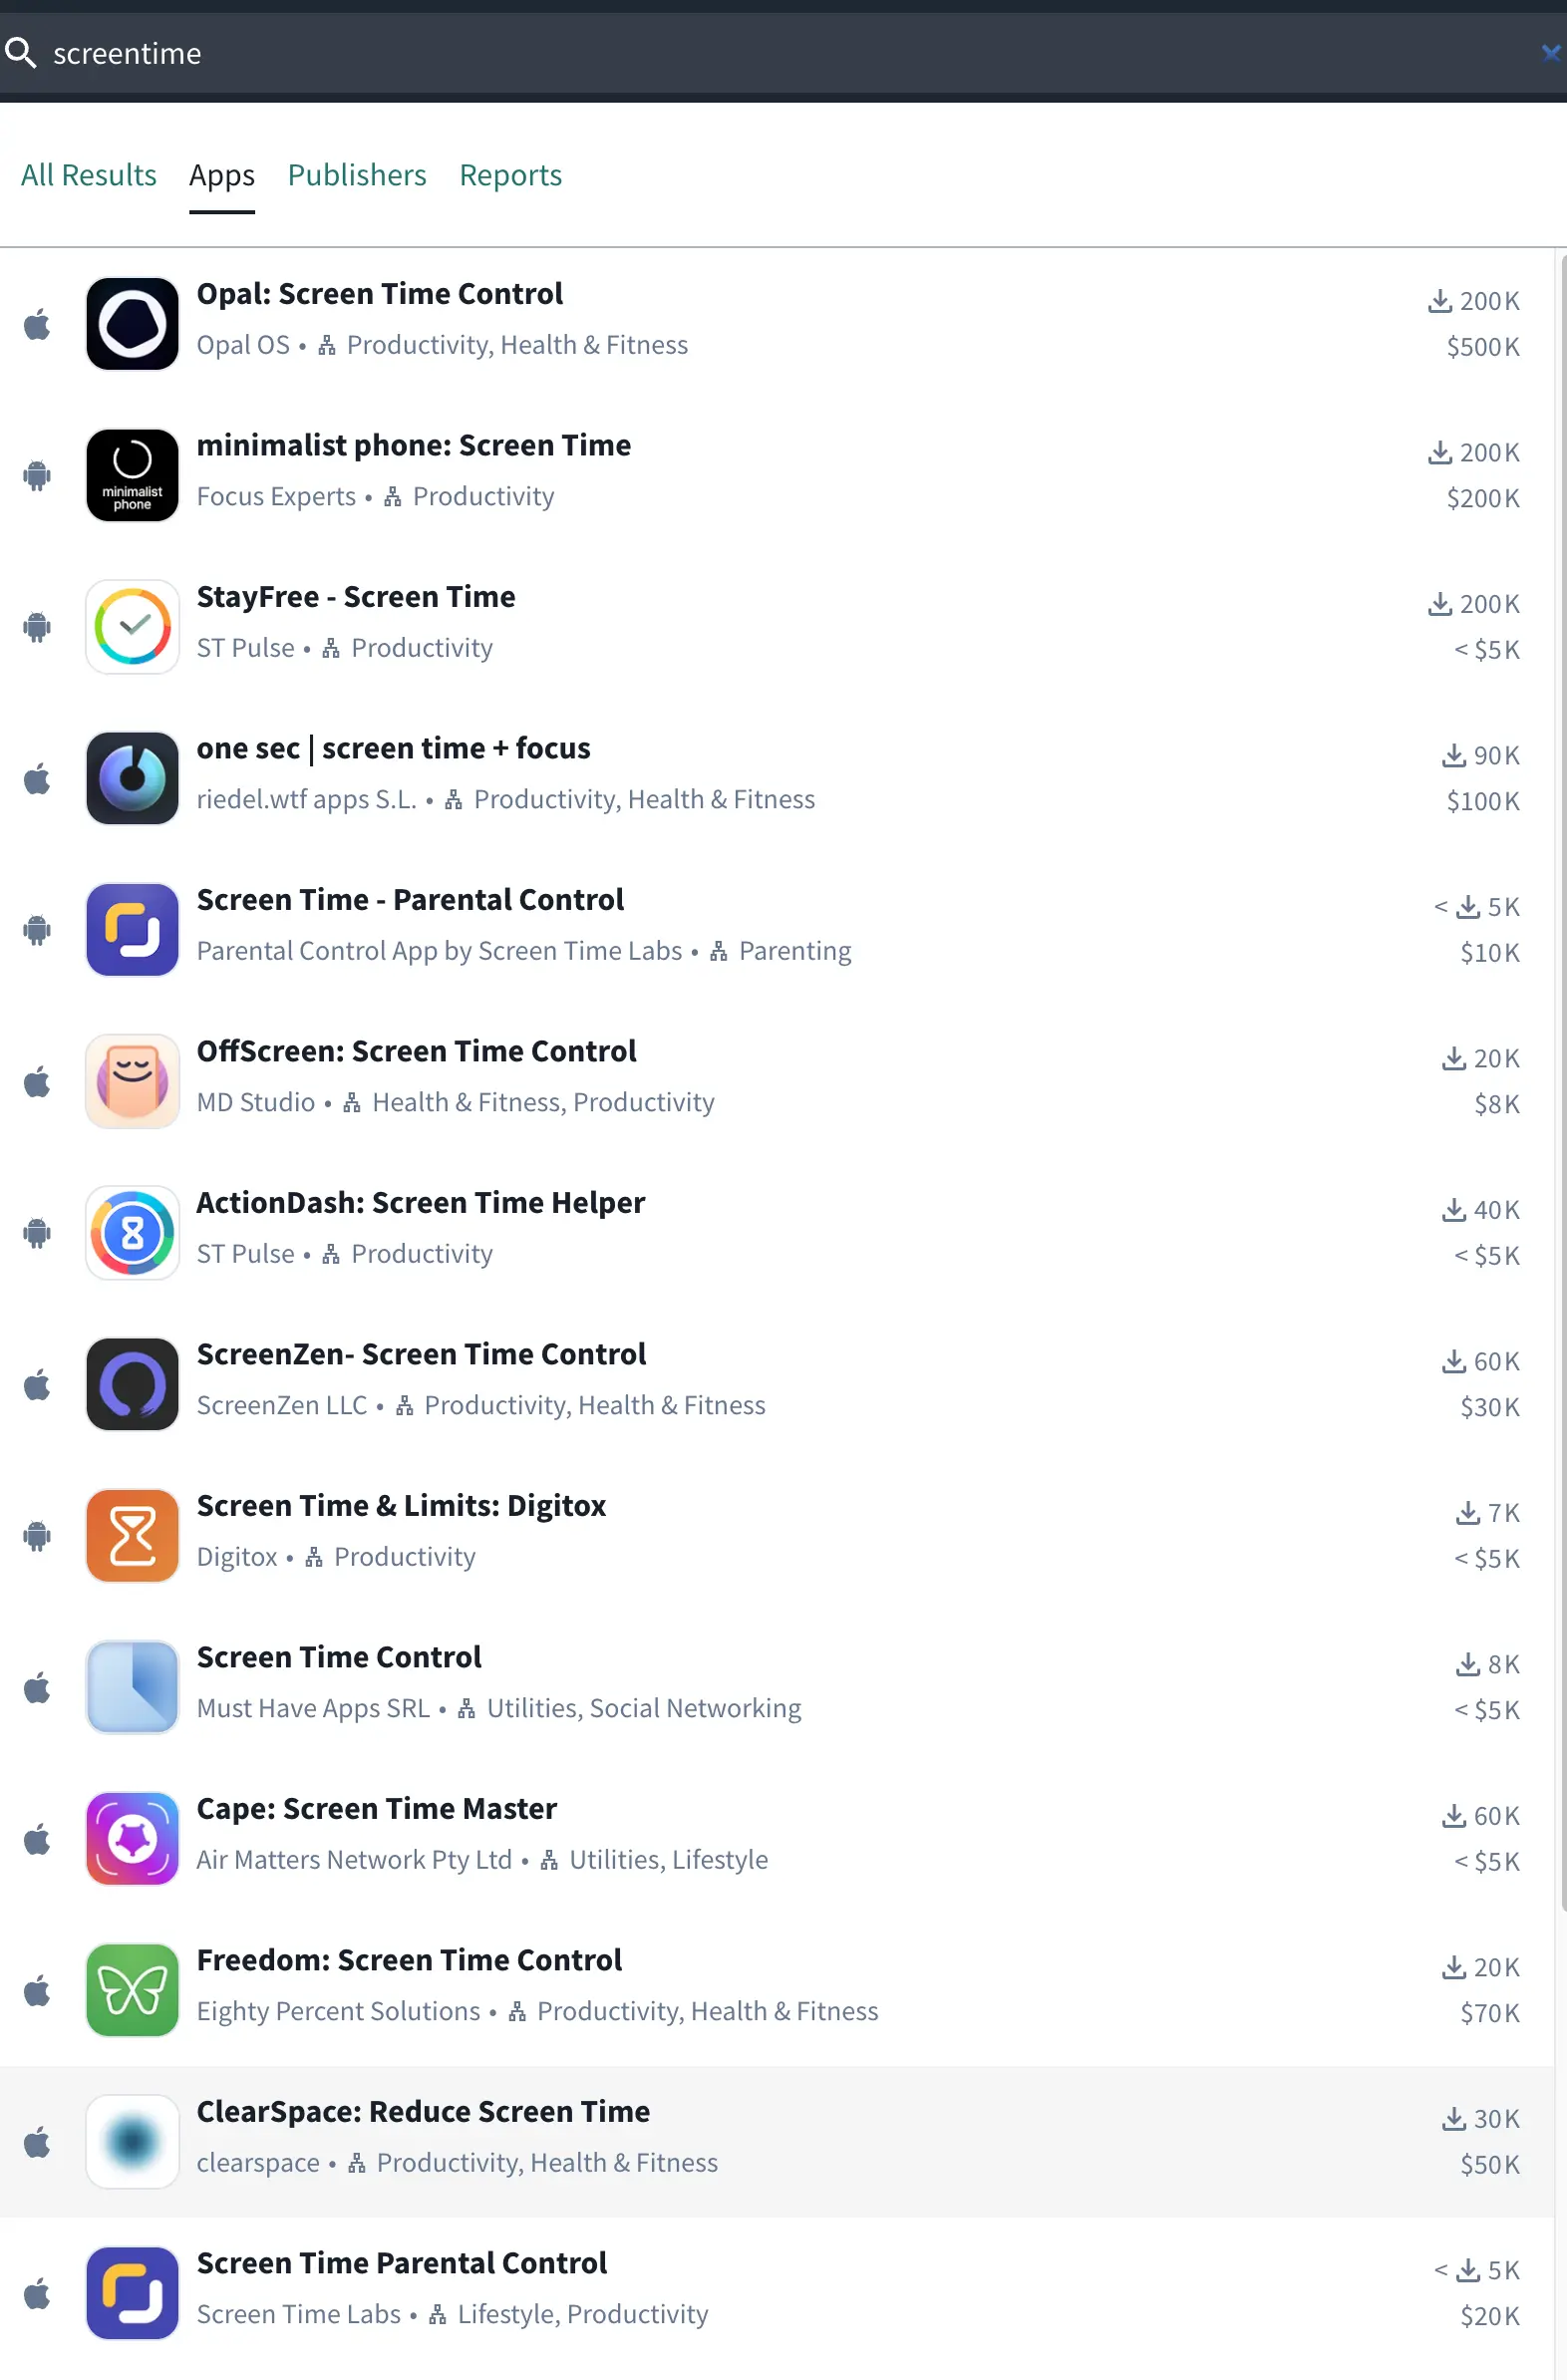 screentime
All Results Apps Publishers Reports
Opal: Screen Time Control
200K
Opal OS • Productivity, Health & Fitness
$500K
minimalist phone
minimalist phone: Screen Time
200K
Focus Experts • Productivity
$200K
StayFree - Screen Time
200K
ST Pulse • Productivity
< $5K
one sec | screen time + focus
90K
riedel.wtf apps S.L. • Productivity, Health & Fitness
$100K
Screen Time - Parental Control
< 5K
Parental Control App by Screen Time Labs • Parenting
$10K
OffScreen: Screen Time Control
20K
MD Studio • Health & Fitness, Productivity
$8K
ActionDash: Screen Time Helper
40K
ST Pulse • Productivity
< $5K
ScreenZen- Screen Time Control
60K
ScreenZen LLC • Productivity, Health & Fitness
$30K
Screen Time & Limits: Digitox
7K
Digitox • Productivity
< $5K
Screen Time Control
8K
Must Have Apps SRL • Utilities, Social Networking
< $5K
Cape: Screen Time Master
60K
Air Matters Network Pty Ltd • Utilities, Lifestyle
< $5K
Freedom: Screen Time Control
20K
Eighty Percent Solutions • Productivity, Health & Fitness
$70K
ClearSpace: Reduce Screen Time
30K
clearspace • Productivity, Health & Fitness
$50K
Screen Time Parental Control
< 5K
Screen Time Labs • Lifestyle, Productivity
$20K